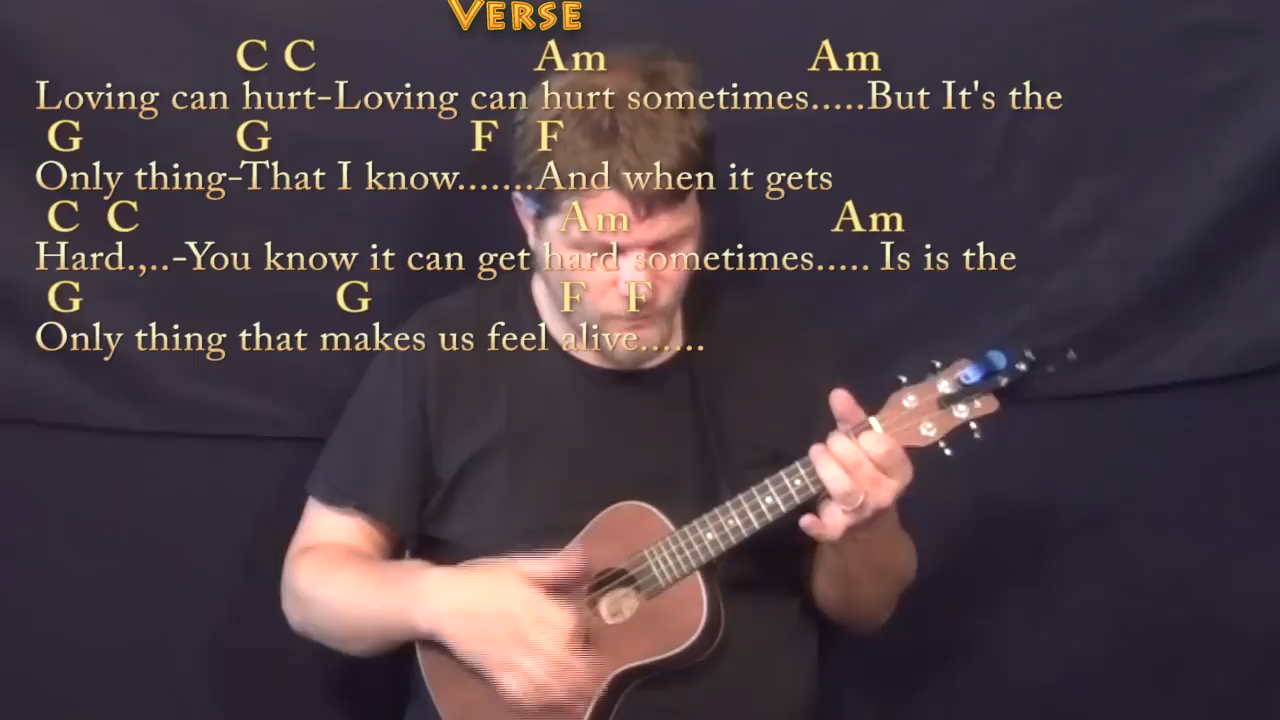 VERSE
C C Am Am
Loving can hurt-Loving can hurt sometimes.....But It's the
G G F F
Only thing-That I know.......And when it gets
C C Am Am
Hard.,..-You know it can get hard sometimes..... Is is the
G G F F
Only thing that makes us feel alive......